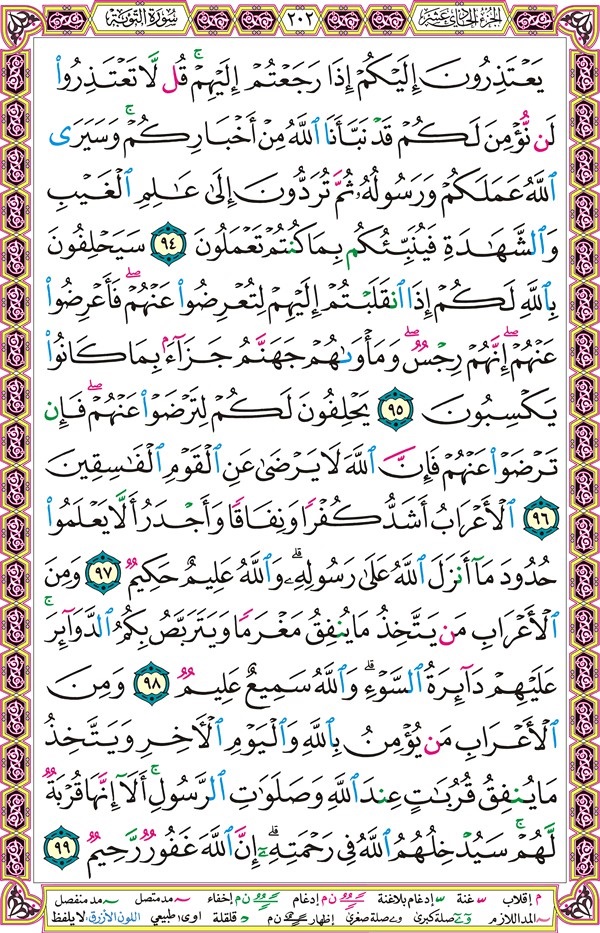 الجزء الحادي عشر ٢٠٢ سورة التوبة
يَعْتَذِرُونَ إِلَيْكُمْ إِذَا رَجَعْتُمْ إِلَيْهِمْ ۚ قُل لَّا تَعْتَذِرُوا۟
لَن نُّؤْمِنَ لَكُمْ قَدْ نَبَّأَنَا ٱللَّهُ مِنْ أَخْبَارِكُمْ ۚ وَسَيَرَى
ٱللَّهُ عَمَلَكُمْ وَرَسُولُهُۥ ثُمَّ تُرَدُّونَ إِلَىٰ عَـٰلِمِ ٱلْغَيْبِ
وَٱلشَّهَـٰدَةِ فَيُنَبِّئُكُم بِمَا كُنتُمْ تَعْمَلُونَ ٩٤ سَيَحْلِفُونَ
بِٱللَّهِ لَكُمْ إِذَا ٱنقَلَبْتُمْ إِلَيْهِمْ لِتُعْرِضُوا۟ عَنْهُمْ ۖ فَأَعْرِضُوا۟
عَنْهُمْ ۖ إِنَّهُمْ رِجْسٌ ۖ وَمَأْوَىٰهُمْ جَهَنَّمُ جَزَآءًۢ بِمَا كَانُوا۟
يَكْسِبُونَ ٩٥ يَحْلِفُونَ لَكُمْ لِتَرْضَوْا۟ عَنْهُمْ ۖ فَإِن
تَرْضَوْا۟ عَنْهُمْ فَإِنَّ ٱللَّهَ لَا يَرْضَىٰ عَنِ ٱلْقَوْمِ ٱلْفَـٰسِقِينَ
٩٦ ٱلْأَعْرَابُ أَشَدُّ كُفْرًا وَنِفَاقًا وَأَجْدَرُ أَلَّا يَعْلَمُوا۟
حُدُودَ مَآ أَنزَلَ ٱللَّهُ عَلَىٰ رَسُولِهِۦ ۗ وَٱللَّهُ عَلِيمٌ حَكِيمٌ ٩٧ وَمِنَ
ٱلْأَعْرَابِ مَن يَتَّخِذُ مَا يُنفِقُ مَغْرَمًا وَيَتَرَبَّصُ بِكُمُ ٱلدَّوَآئِرَ ۚ
عَلَيْهِمْ دَآئِرَةُ ٱلسَّوْءِ ۗ وَٱللَّهُ سَمِيعٌ عَلِيمٌ ٩٨ وَمِنَ
ٱلْأَعْرَابِ مَن يُؤْمِنُ بِٱللَّهِ وَٱلْيَوْمِ ٱلْـَٔاخِرِ وَيَتَّخِذُ
مَا يُنفِقُ قُرُبَـٰتٍ عِندَ ٱللَّهِ وَصَلَوَٰتِ ٱلرَّسُولِ ۚ أَلَآ إِنَّهَا قُرْبَةٌ
لَّهُمْ ۚ سَيُدْخِلُهُمُ ٱللَّهُ فِى رَحْمَتِهِۦٓ ۗ إِنَّ ٱللَّهَ غَفُورٌ رَّحِيمٌ ٩٩
م إقلاب س غنة س إدغام بلاغنة ن م إدغام ن م إخفاء مد متصل مد منفصل
المد اللازم صلة كبرى صلة صغرى إظهار ن م قلقلة اوى طبيعي اللون الأزرق: لا يلفظ